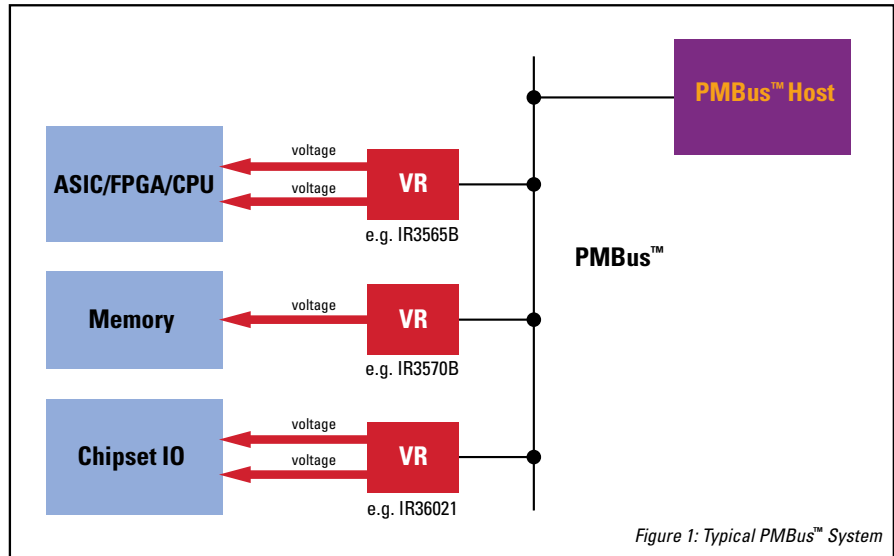 PMBus™ Host
voltage
ASIC/FPGA/CPU
voltage
VR
e.g. IR3565B
PMBus™
voltage
Memory
VR
e.g. IR3570B
voltage
Chipset IO
voltage
VR
e.g. IR36021
Figure 1: Typical PMBus™ System